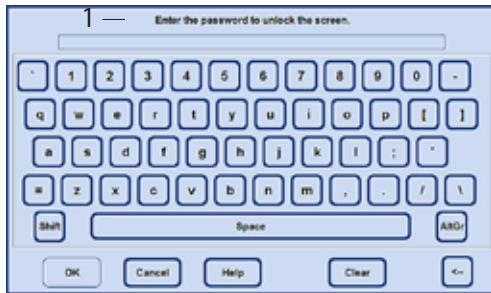 1 — Enter the password to unlock the screen.
` 1 2 3 4 5 6 7 8 9 0 -
q w e r t y u i o p [ ]
a s d f g h j k l ; '
= z x c v b n m , . / \
Shift Space AltGr
OK Cancel Help Clear <--